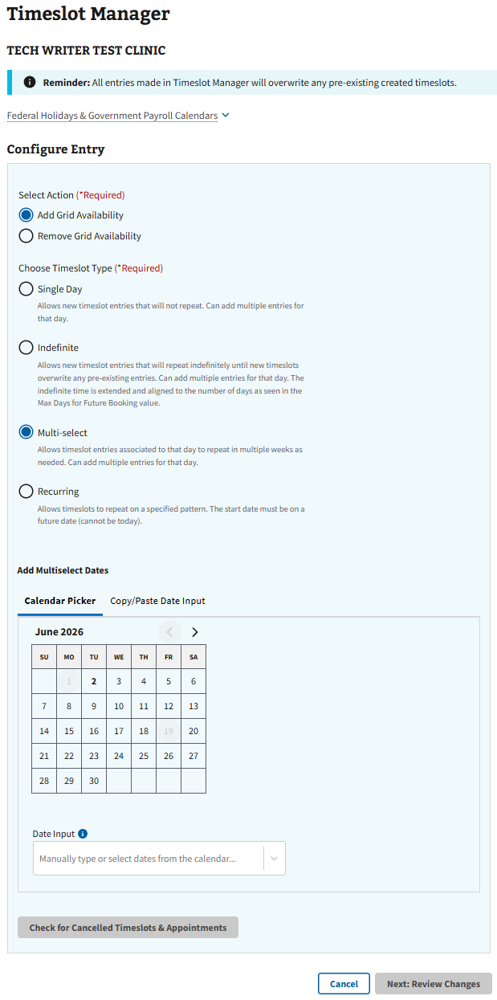 Timeslot Manager
TECH WRITER TEST CLINIC
Reminder: All entries made in Timeslot Manager will overwrite any pre-existing created timeslots.
Federal Holidays & Government Payroll Calendars
Configure Entry
Select Action (*Required)
Add Grid Availability
Remove Grid Availability
Choose Timeslot Type (*Required)
Single Day
Allows new timeslot entries that will not repeat. Can add multiple entries for
that day.
Indefinite
Allows new timeslot entries that will repeat indefinitely until new timeslots
overwrite any pre-existing entries. Can add multiple entries for that day. The
indefinite time is extended and aligned to the number of days as seen in the
Max Days for Future Booking value.
Multi-select
Allows timeslot entries associated to that day to repeat in multiple weeks as
needed. Can add multiple entries for that day.
Recurring
Allows timeslots to repeat on a specified pattern. The start date must be on a
future date (cannot be today).
Add Multiselect Dates
Calendar Picker Copy/Paste Date Input
June 2026
SU MO TU WE TH FR SA
1 2 3 4 5 6
7 8 9 10 11 12 13
14 15 16 17 18 19 20
21 22 23 24 25 26 27
28 29 30
Date Input
Manually type or select dates from the calendar...
Check for Cancelled Timeslots & Appointments
Cancel Next: Review Changes